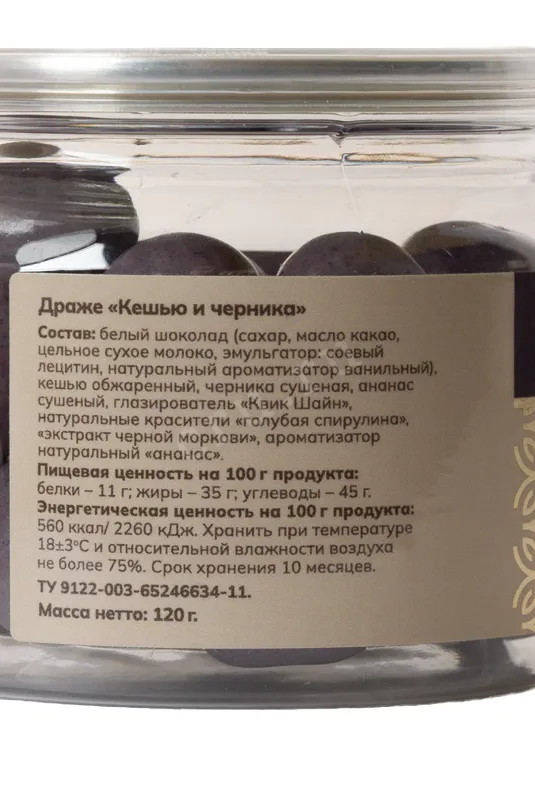 Драже «Кешью и черника»
Состав: белый шоколад (сахар, масло какао,
цельное сухое молоко, эмульгатор: соевый
лецитин, натуральный ароматизатор ванильный),
кешью обжаренный, черника сушеная, ананас
сушеный, глазирователь «Квик Шайн»,
натуральные красители «голубая спирулина»,
«экстракт черной моркови», ароматизатор
натуральный «ананас».
Пищевая ценность на 100 г продукта:
белки – 11 г; жиры – 35 г; углеводы – 45 г.
Энергетическая ценность на 100 г продукта:
560 ккал/ 2260 кДж. Хранить при температуре
18±3°С и относительной влажности воздуха
не более 75%. Срок хранения 10 месяцев.
ТУ 9122-003-65246634-11.
Масса нетто: 120 г.